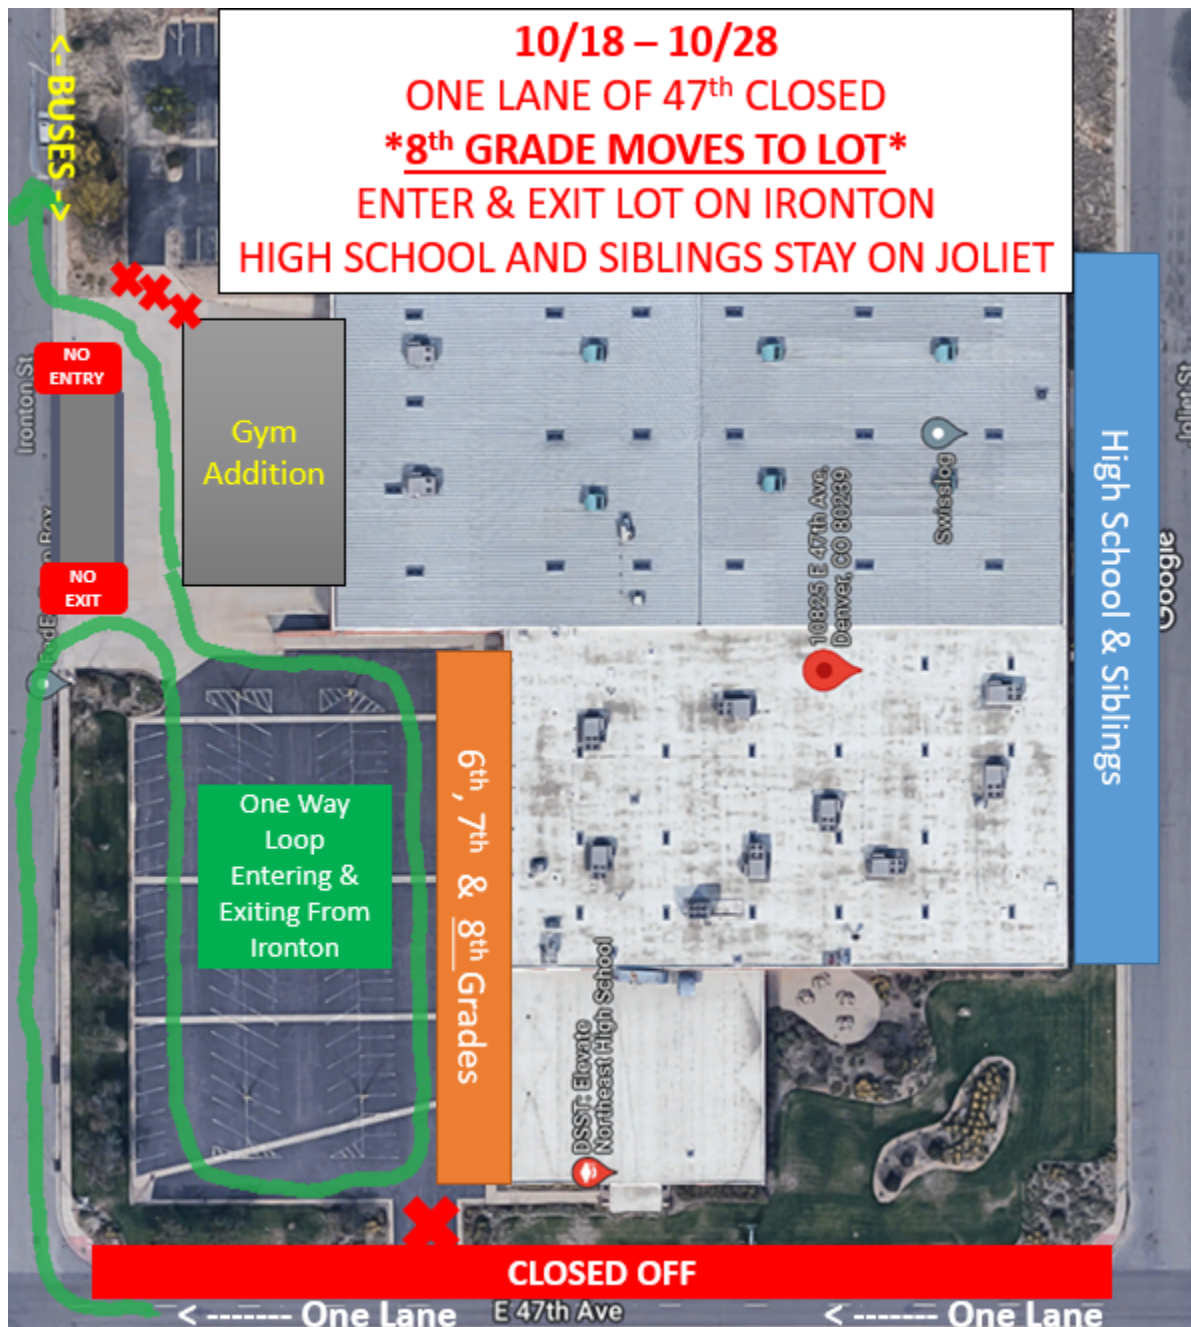 10/18 – 10/28
ONE LANE OF 47th CLOSED
*8th GRADE MOVES TO LOT*
ENTER & EXIT LOT ON IRONTON
HIGH SCHOOL AND SIBLINGS STAY ON JOLIET
<- BUSES ->
NO
ENTRY
Ironton St
Gym
Addition
NO
EXIT
Swisslog
10825 E 47th Ave,
Denver, CO 80239
High School & Siblings
Joliet St
Google
6th, 7th & 8th Grades
One Way
Loop
Entering &
Exiting From
Ironton
DSST: Elevate
Northeast High School
CLOSED OFF
< ------- One Lane
E 47th Ave
< ------- One Lane